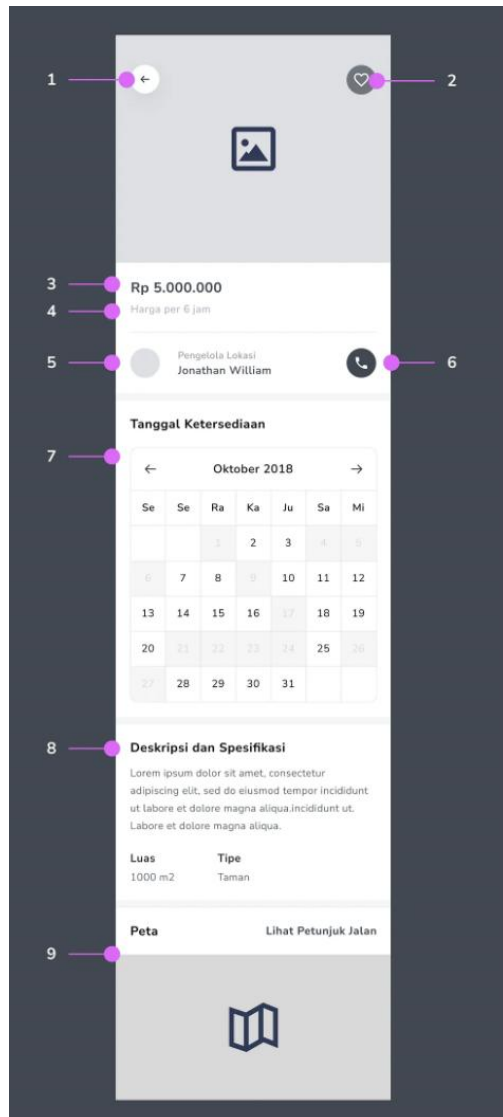 1
2
3
Rp 5.000.000
4
Harga per 6 jam
5
Pengelola Lokasi
Jonathan William
6
Tanggal Ketersediaan
7
Oktober 2018
Se Se Ra Ka Ju Sa Mi
1 2 3 4 5
6 7 8 9 10 11 12
13 14 15 16 17 18 19
20 21 22 23 24 25 26
27 28 29 30 31
8
Deskripsi dan Spesifikasi
Lorem ipsum dolor sit amet, consectetur
adipiscing elit, sed do eiusmod tempor incididunt
ut labore et dolore magna aliqua.incididunt ut.
Labore et dolore magna aliqua.
Luas Tipe
1000 m2 Taman
Peta Lihat Petunjuk Jalan
9